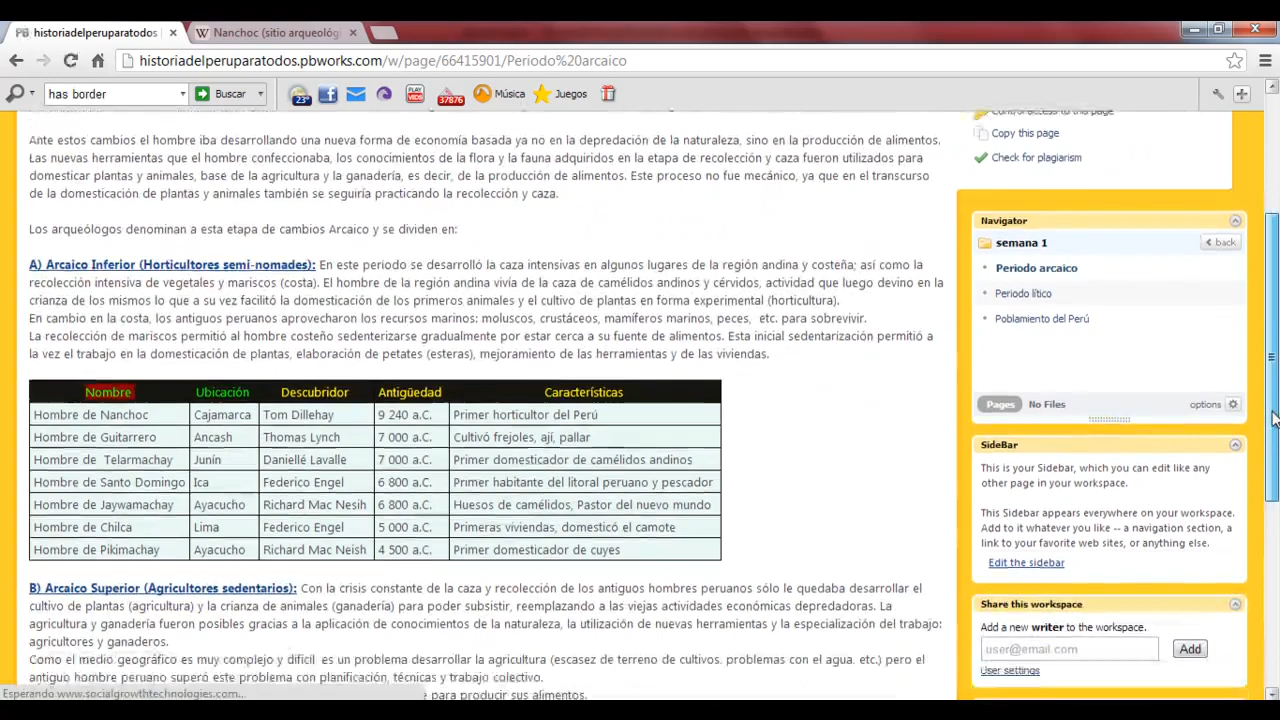 historiadelperuparatodos
Nanchoc (sitio arqueológi
historiadelperuparatodos.pbworks.com/w/page/66415901/Periodo%20arcaico
has border
Buscar
23°
PLAY VIDS
37876
Música
Juegos
Ante estos cambios el hombre iba desarrollando una nueva forma de economía basada ya no en la depredación de la naturaleza, sino en la producción de alimentos.
Las nuevas herramientas que el hombre confeccionaba, los conocimientos de la flora y la fauna adquiridos en la etapa de recolección y caza fueron utilizados para
domesticar plantas y animales, base de la agricultura y la ganadería, es decir, de la producción de alimentos. Este proceso no fue mecánico, ya que en el transcurso
de la domesticación de plantas y animales también se seguiría practicando la recolección y caza.
Los arqueólogos denominan a esta etapa de cambios Arcaico y se dividen en:
A) Arcaico Inferior (Horticultores semi-nomades): En este periodo se desarrolló la caza intensivas en algunos lugares de la región andina y costeña; así como la
recolección intensiva de vegetales y mariscos (costa). El hombre de la región andina vivía de la caza de camélidos andinos y cérvidos, actividad que luego devino en la
crianza de los mismos lo que a su vez facilitó la domesticación de los primeros animales y el cultivo de plantas en forma experimental (horticultura).
En cambio en la costa, los antiguos peruanos aprovecharon los recursos marinos: moluscos, crustáceos, mamíferos marinos, peces, etc. para sobrevivir.
La recolección de mariscos permitió al hombre costeño sedenterizarse gradualmente por estar cerca a su fuente de alimentos. Esta inicial sedentarización permitió a
la vez el trabajo en la domesticación de plantas, elaboración de petates (esteras), mejoramiento de las herramientas y de las viviendas.
Nombre Ubicación Descubridor Antigüedad Características
Hombre de Nanchoc Cajamarca Tom Dillehay 9 240 a.C. Primer horticultor del Perú
Hombre de Guitarrero Ancash Thomas Lynch 7 000 a.C. Cultivó frejoles, ají, pallar
Hombre de Telarmachay Junín Daniellé Lavalle 7 000 a.C. Primer domesticador de camélidos andinos
Hombre de Santo Domingo Ica Federico Engel 6 800 a.C. Primer habitante del litoral peruano y pescador
Hombre de Jaywamachay Ayacucho Richard Mac Nesih 6 800 a.C. Huesos de camélidos, Pastor del nuevo mundo
Hombre de Chilca Lima Federico Engel 5 000 a.C. Primeras viviendas, domesticó el camote
Hombre de Pikimachay Ayacucho Richard Mac Neish 4 500 a.C. Primer domesticador de cuyes
B) Arcaico Superior (Agricultores sedentarios): Con la crisis constante de la caza y recolección de los antiguos hombres peruanos sólo le quedaba desarrollar el
cultivo de plantas (agricultura) y la crianza de animales (ganadería) para poder subsistir, reemplazando a las viejas actividades económicas depredadoras. La
agricultura y ganadería fueron posibles gracias a la aplicación de conocimientos de la naturaleza, la utilización de nuevas herramientas y la especialización del trabajo:
agricultores y ganaderos.
Como el medio geográfico es muy complejo y difícil es un problema desarrollar la agricultura (escasez de terreno de cultivos. problemas con el agua. etc.) pero el
antiguo hombre peruano superó este problema con planificación, técnicas y trabajo colectivo.
para producir sus alimentos.
Esperando www.socialgrowthtechnologies.com...
Control access to this page
Copy this page
Check for plagiarism
Navigator
semana 1
back
Periodo arcaico
Periodo lítico
Poblamiento del Perú
Pages No Files options
SideBar
This is your Sidebar, which you can edit like any
other page in your workspace.
This Sidebar appears everywhere on your workspace.
Add to it whatever you like -- a navigation section, a
link to your favorite web sites, or anything else.
Edit the sidebar
Share this workspace
Add a new writer to the workspace.
user@email.com
Add
User settings